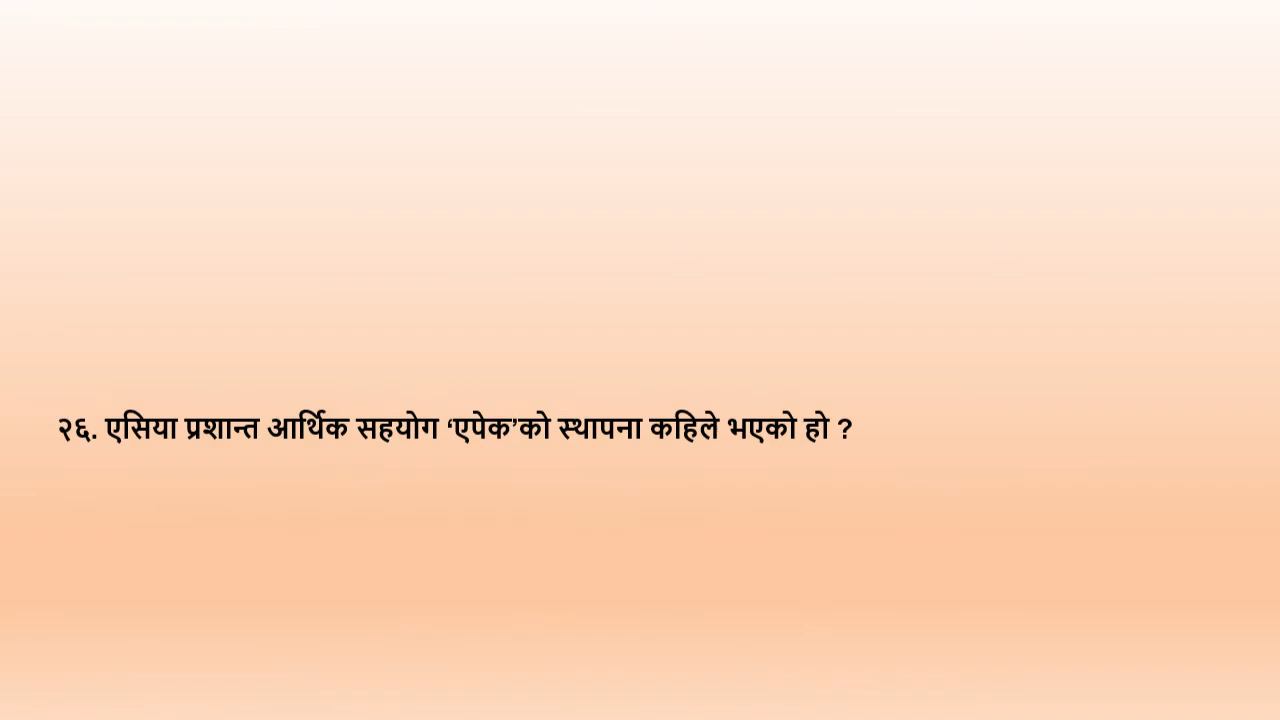 २६. एसिया प्रशान्त आर्थिक सहयोग ‘एपेक’को स्थापना कहिले भएको हो ?